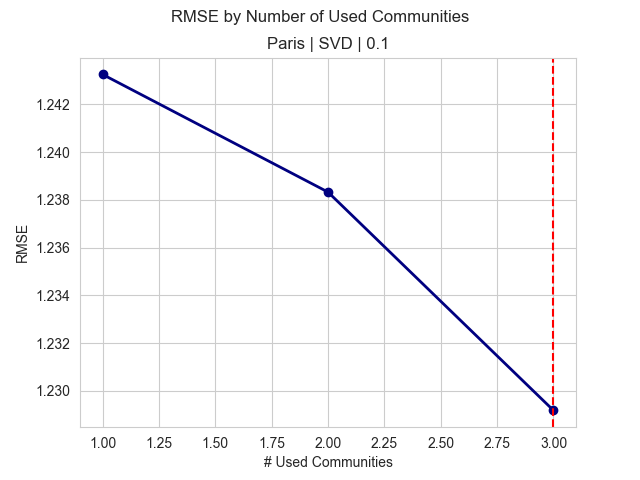 RMSE by Number of Used Communities
Paris | SVD | 0.1
1.242
1.240
1.238
1.236
1.234
1.232
1.230
RMSE
1.00 1.25 1.50 1.75 2.00 2.25 2.50 2.75 3.00
# Used Communities